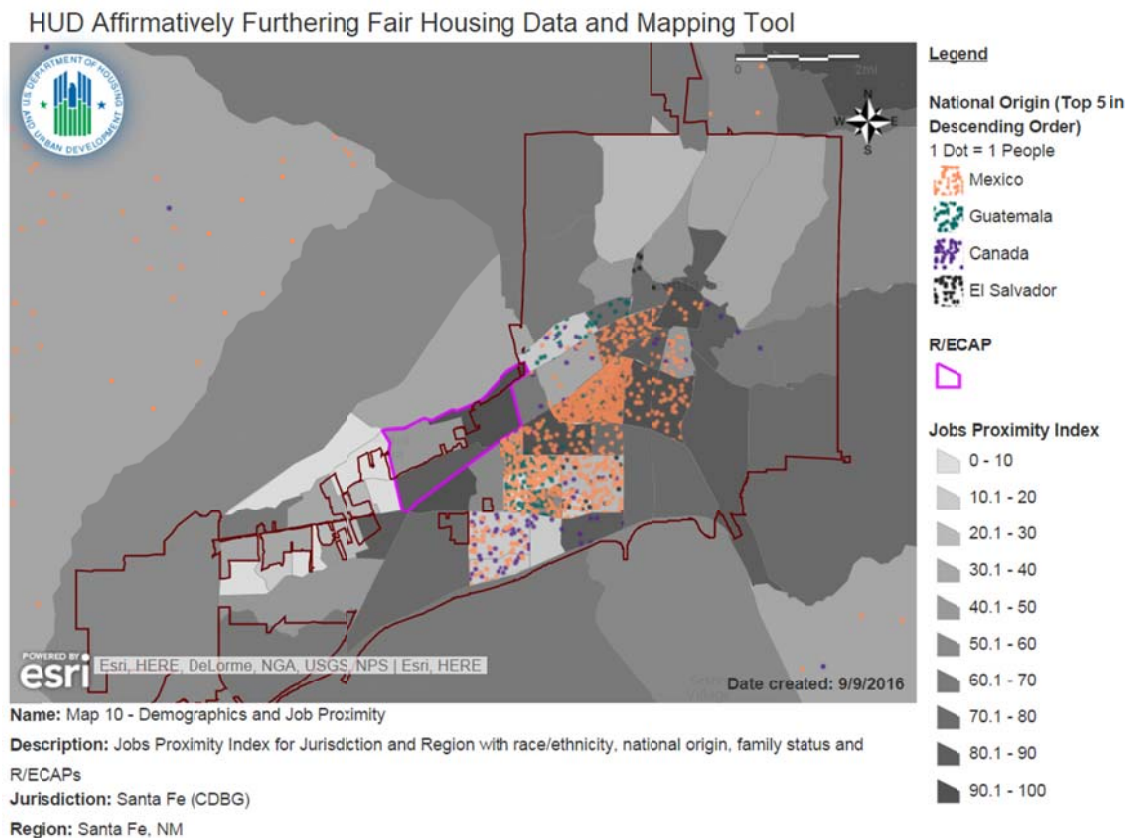 HUD Affirmatively Furthering Fair Housing Data and Mapping Tool
U.S. DEPARTMENT OF HOUSING
AND URBAN DEVELOPMENT
0
2mi
N
W
E
S
POWERED BY
esri
Esri, HERE, DeLorme, NGA, USGS, NPS | Esri, HERE
Date created: 9/9/2016
Legend
National Origin (Top 5 in
Descending Order)
1 Dot = 1 People
Mexico
Guatemala
Canada
El Salvador
R/ECAP
Jobs Proximity Index
0 - 10
10.1 - 20
20.1 - 30
30.1 - 40
40.1 - 50
50.1 - 60
60.1 - 70
70.1 - 80
80.1 - 90
90.1 - 100
Name: Map 10 - Demographics and Job Proximity
Description: Jobs Proximity Index for Jurisdiction and Region with race/ethnicity, national origin, family status and
R/ECAPs
Jurisdiction: Santa Fe (CDBG)
Region: Santa Fe, NM